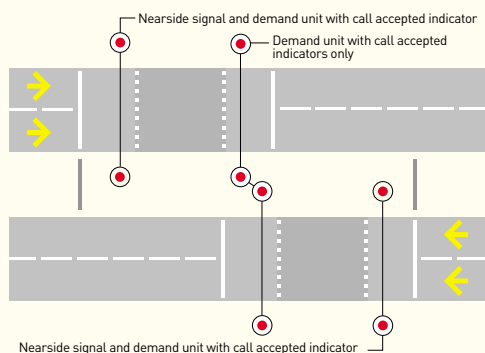 Nearside signal and demand unit with call accepted indicator
Demand unit with call accepted
indicators only
Nearside signal and demand unit with call accepted indicator